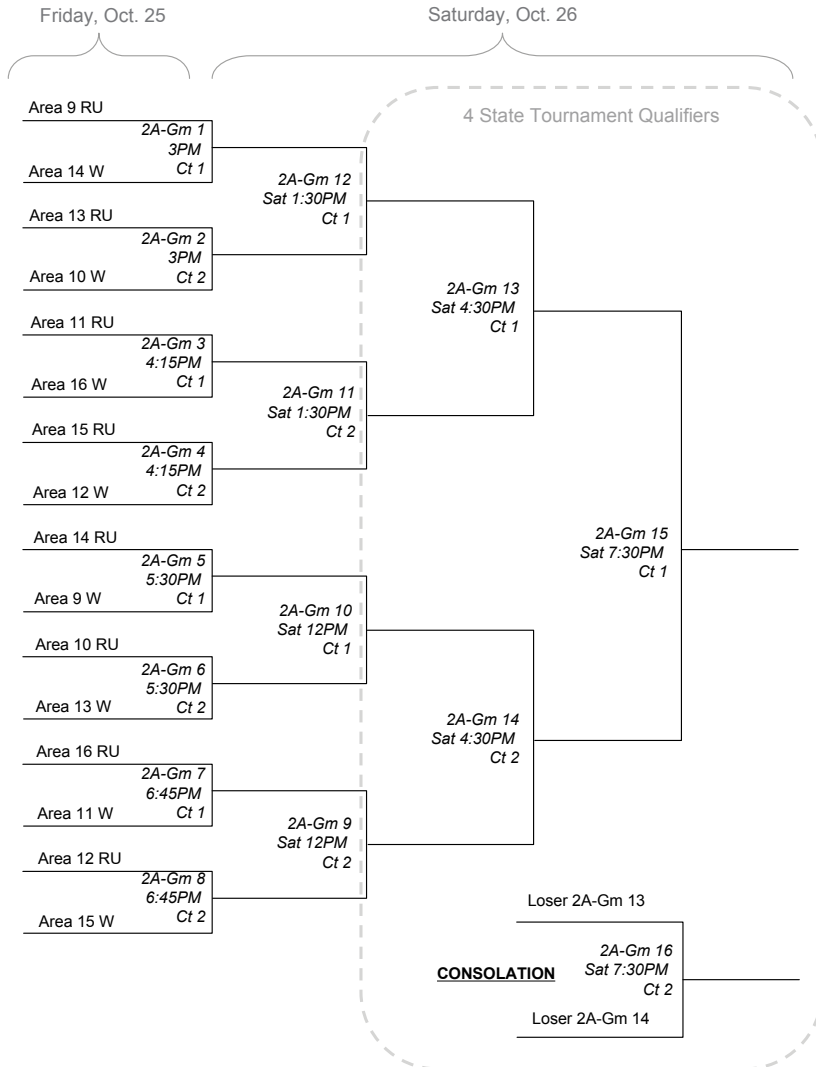 Friday, Oct. 25
Saturday, Oct. 26
4 State Tournament Qualifiers
Area 9 RU
2A-Gm 1
3PM
Ct 1
Area 14 W
Area 13 RU
2A-Gm 2
3PM
Ct 2
Area 10 W
Area 11 RU
2A-Gm 3
4:15PM
Ct 1
Area 16 W
Area 15 RU
2A-Gm 4
4:15PM
Ct 2
Area 12 W
Area 14 RU
2A-Gm 5
5:30PM
Ct 1
Area 9 W
Area 10 RU
2A-Gm 6
5:30PM
Ct 2
Area 13 W
Area 16 RU
2A-Gm 7
6:45PM
Ct 1
Area 11 W
Area 12 RU
2A-Gm 8
6:45PM
Ct 2
Area 15 W
2A-Gm 12
Sat 1:30PM
Ct 1
2A-Gm 11
Sat 1:30PM
Ct 2
2A-Gm 10
Sat 12PM
Ct 1
2A-Gm 9
Sat 12PM
Ct 2
2A-Gm 13
Sat 4:30PM
Ct 1
2A-Gm 14
Sat 4:30PM
Ct 2
2A-Gm 15
Sat 7:30PM
Ct 1
Loser 2A-Gm 13
CONSOLATION
2A-Gm 16
Sat 7:30PM
Ct 2
Loser 2A-Gm 14